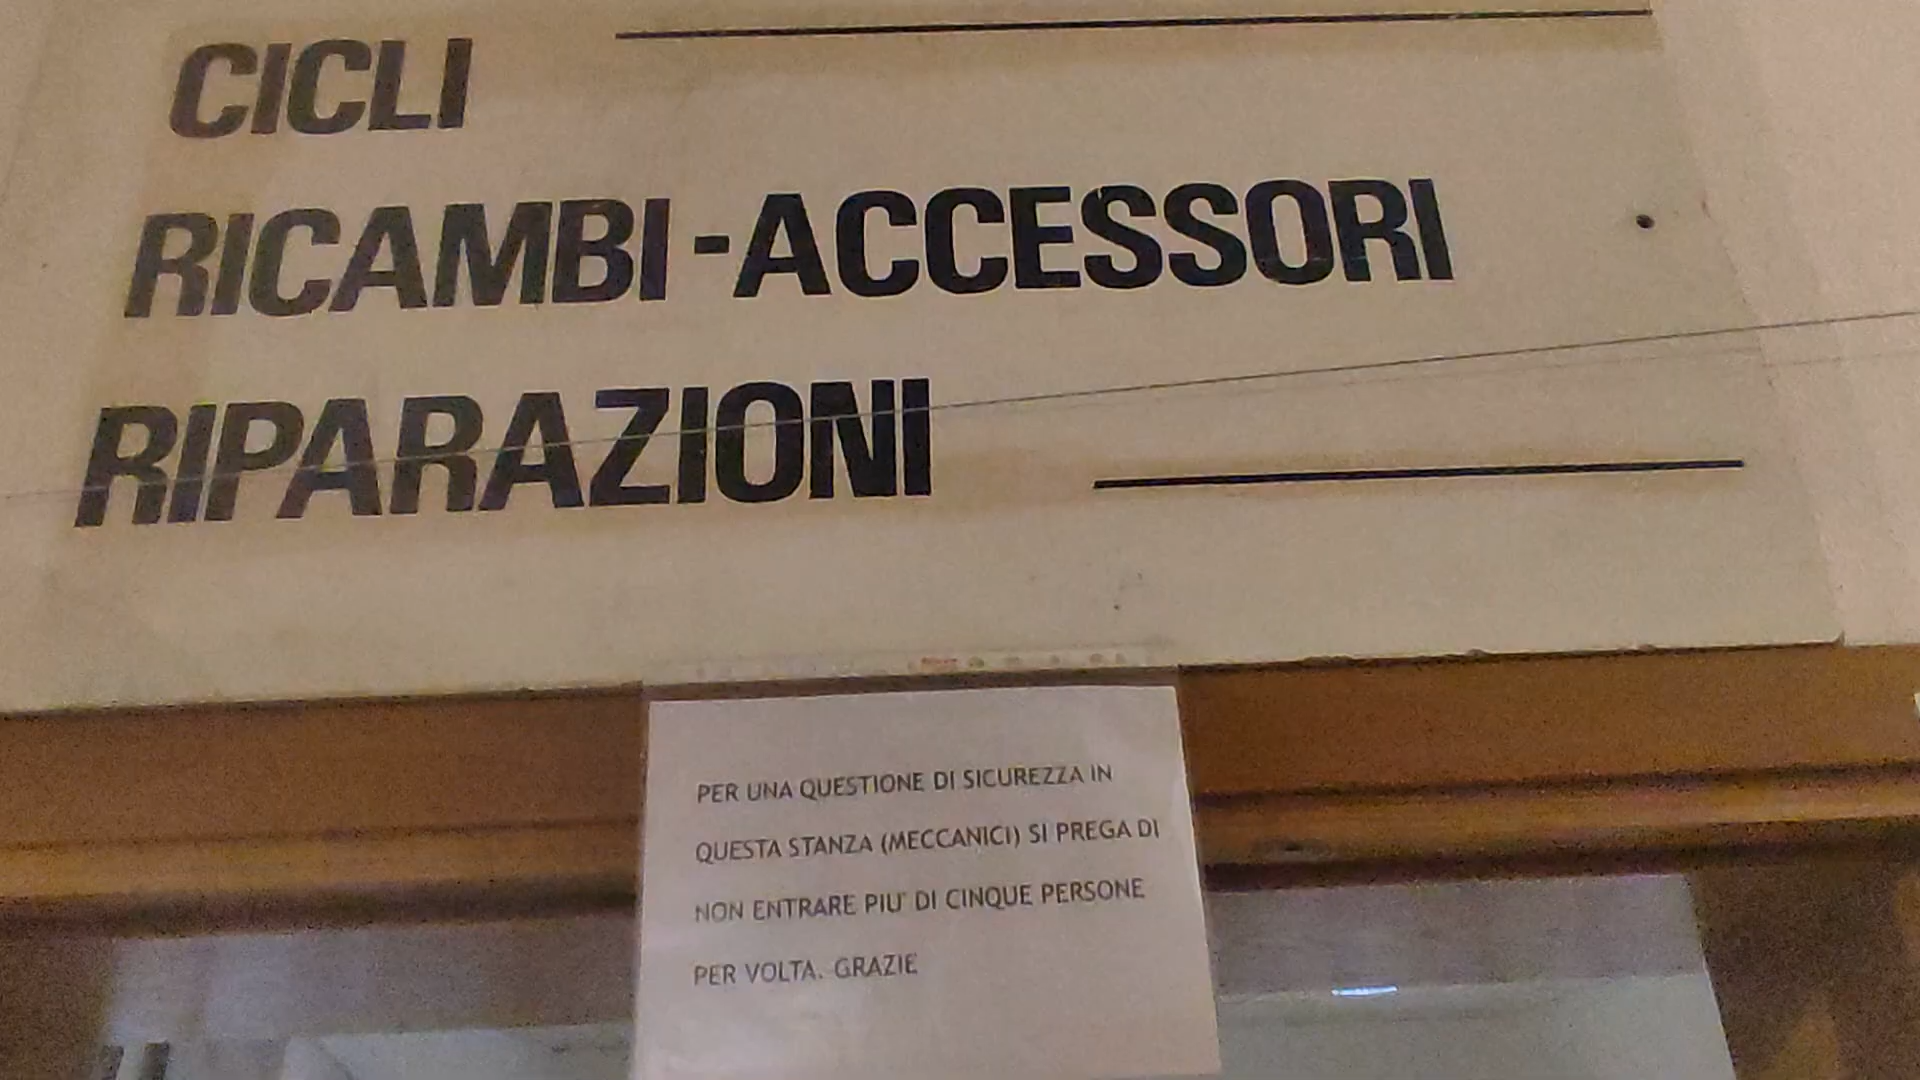 CICLI
RICAMBI - ACCESSORI
RIPARAZIONI
PER UNA QUESTIONE DI SICUREZZA IN
QUESTA STANZA (MECCANICI) SI PREGA DI
NON ENTRARE PIU' DI CINQUE PERSONE
PER VOLTA. GRAZIE